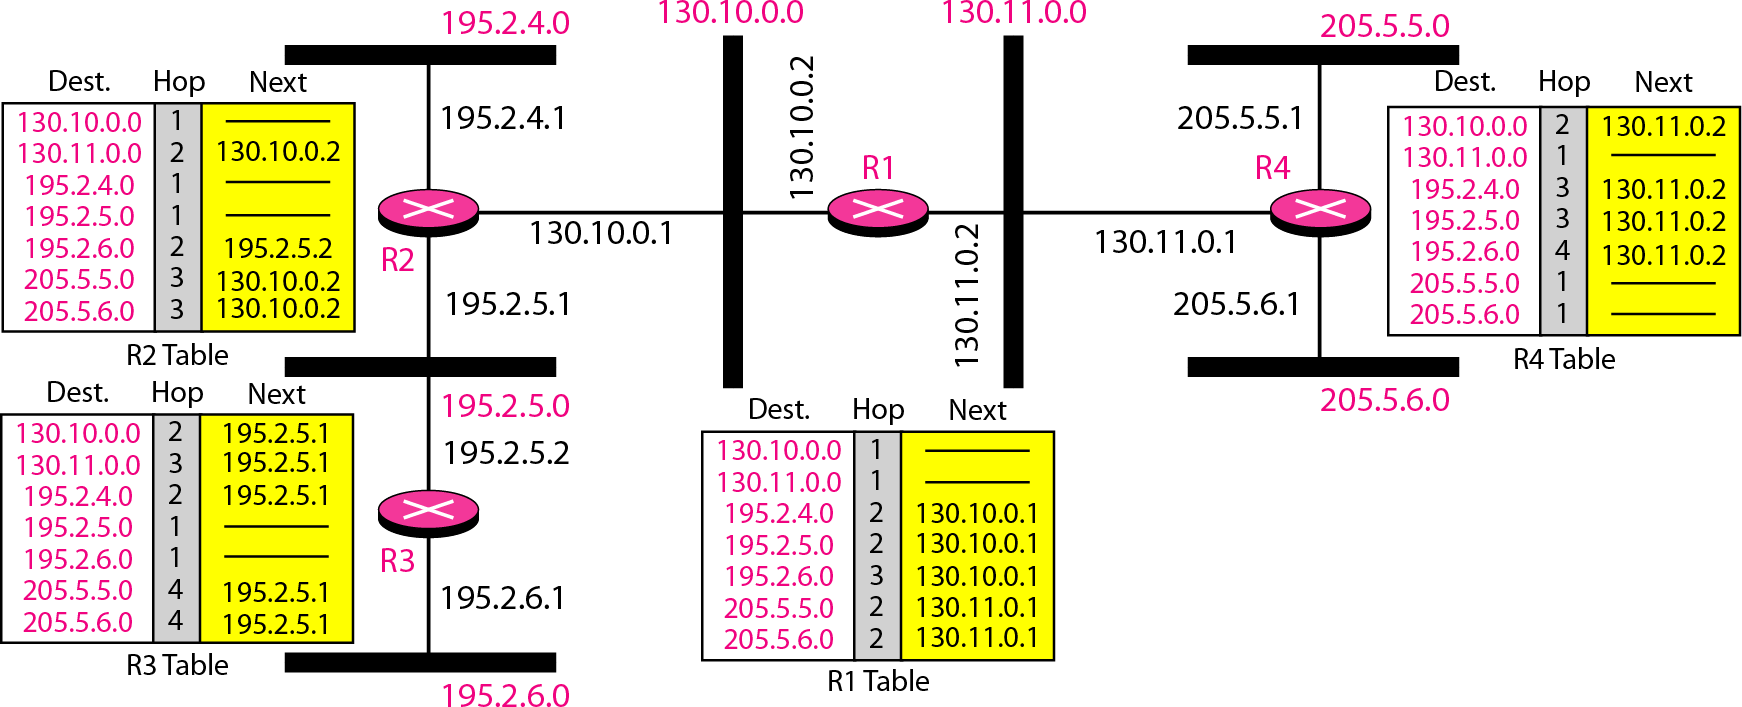 195.2.4.0
130.10.0.0
130.11.0.0
205.5.5.0
Dest. Hop Next
130.10.0.0 1
130.11.0.0 2 130.10.0.2
195.2.4.0 1
195.2.5.0 1
195.2.6.0 2 195.2.5.2
205.5.5.0 3 130.10.0.2
205.5.6.0 3 130.10.0.2
R2 Table
195.2.4.1
R2
130.10.0.1
195.2.5.1
130.10.0.2
R1
130.11.0.2
130.11.0.1
205.5.5.1
R4
205.5.6.1
Dest. Hop Next
130.10.0.0 2 130.11.0.2
130.11.0.0 1
195.2.4.0 3 130.11.0.2
195.2.5.0 3 130.11.0.2
195.2.6.0 4 130.11.0.2
205.5.5.0 1
205.5.6.0 1
R4 Table
205.5.6.0
Dest. Hop Next
130.10.0.0 2 195.2.5.1
130.11.0.0 3 195.2.5.1
195.2.4.0 2 195.2.5.1
195.2.5.0 1
195.2.6.0 1
205.5.5.0 4 195.2.5.1
205.5.6.0 4 195.2.5.1
R3 Table
195.2.5.0
195.2.5.2
R3
195.2.6.1
195.2.6.0
Dest. Hop Next
130.10.0.0 1
130.11.0.0 1
195.2.4.0 2 130.10.0.1
195.2.5.0 2 130.10.0.1
195.2.6.0 3 130.10.0.1
205.5.5.0 2 130.11.0.1
205.5.6.0 2 130.11.0.1
R1 Table